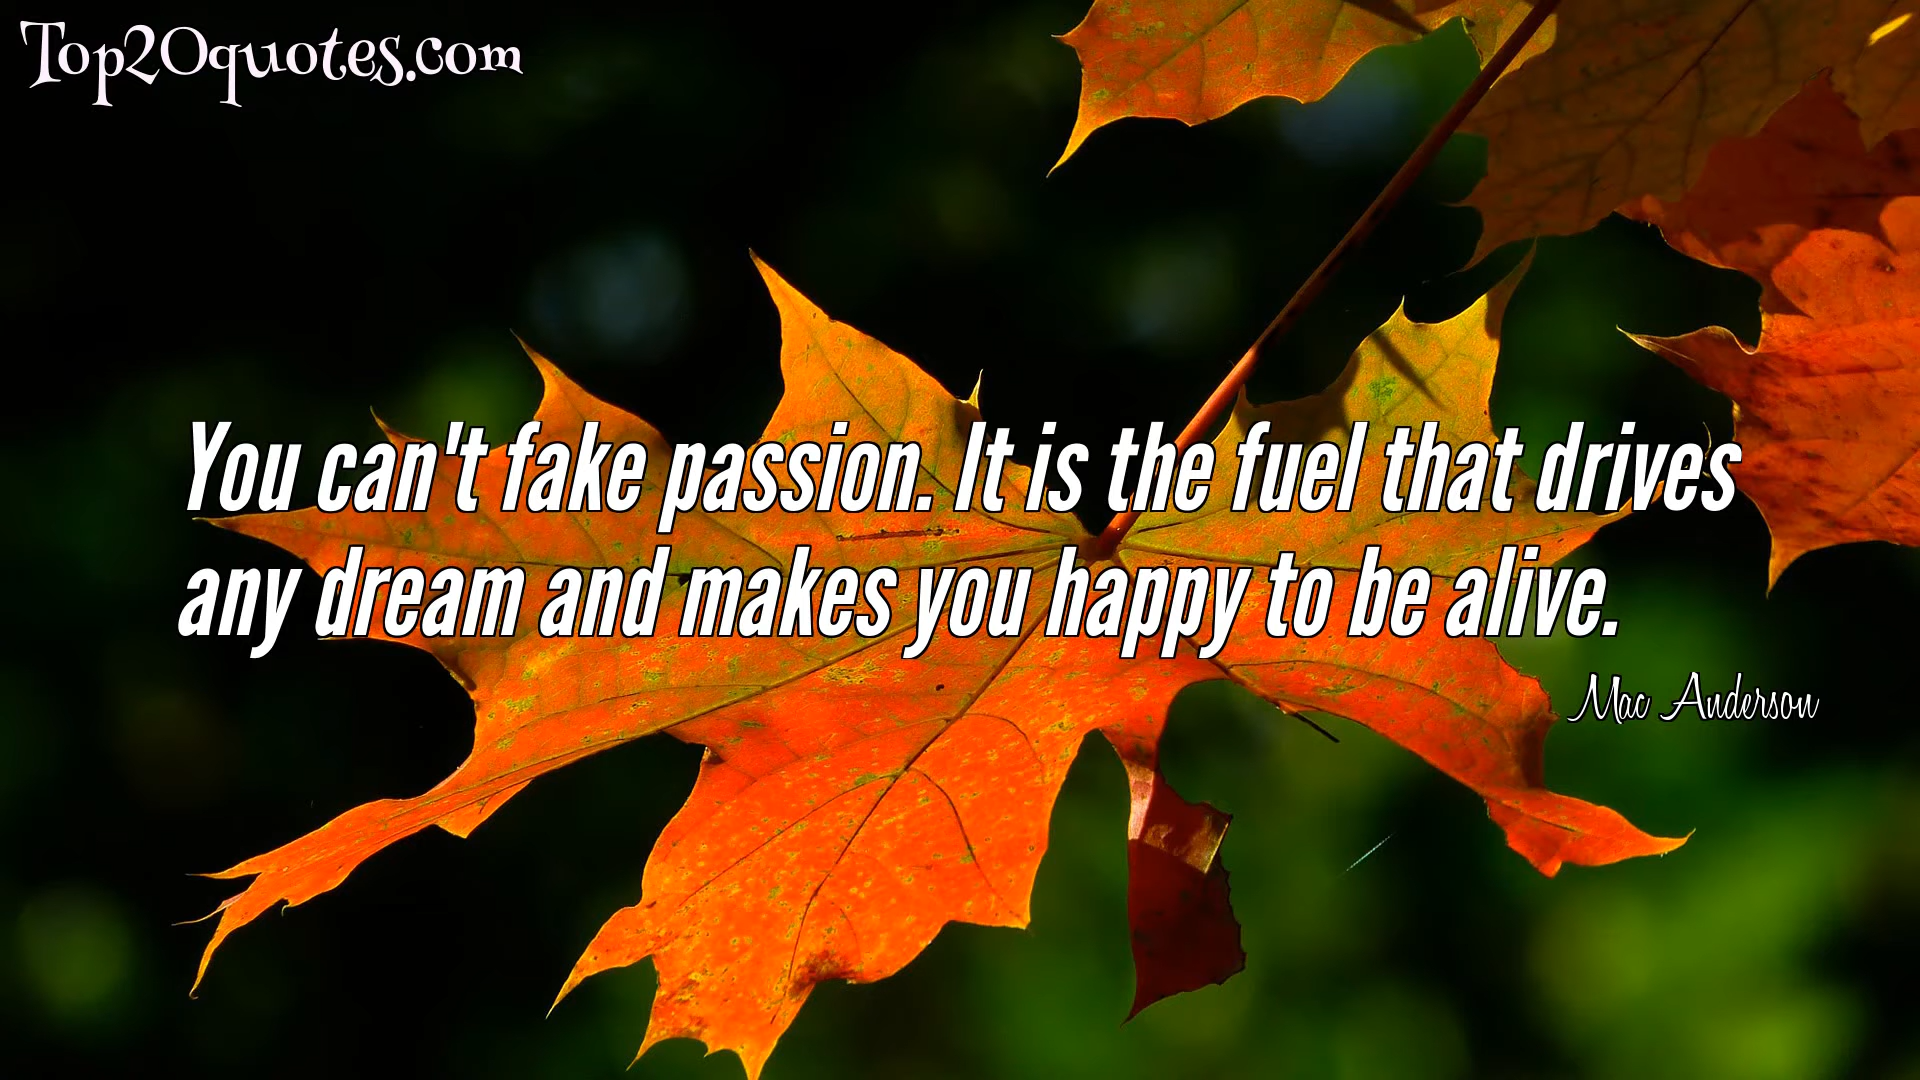 Top20quotes.com
You can't fake passion. It is the fuel that drives
any dream and makes you happy to be alive.
Mac Anderson